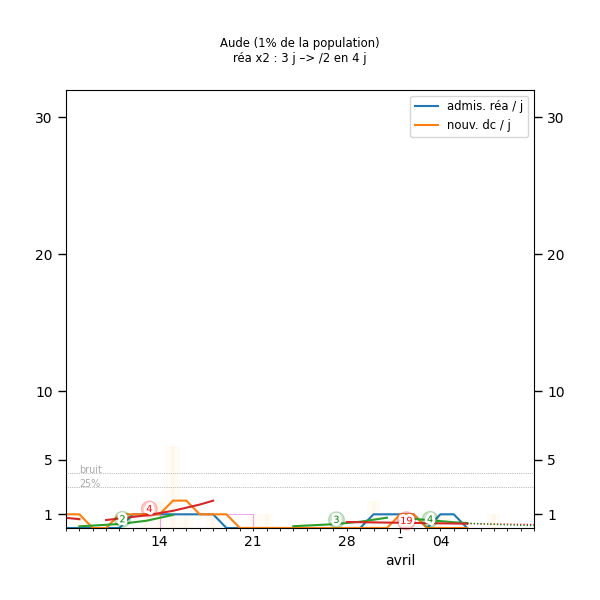 Aude (1% de la population)
réa x2 : 3 j –> /2 en 4 j
admis. réa / j
nouv. dc / j
30 30
20 20
10 10
5 5
bruit
25%
4
2 3 19 4
1 1
14 21 28 - 04
avril